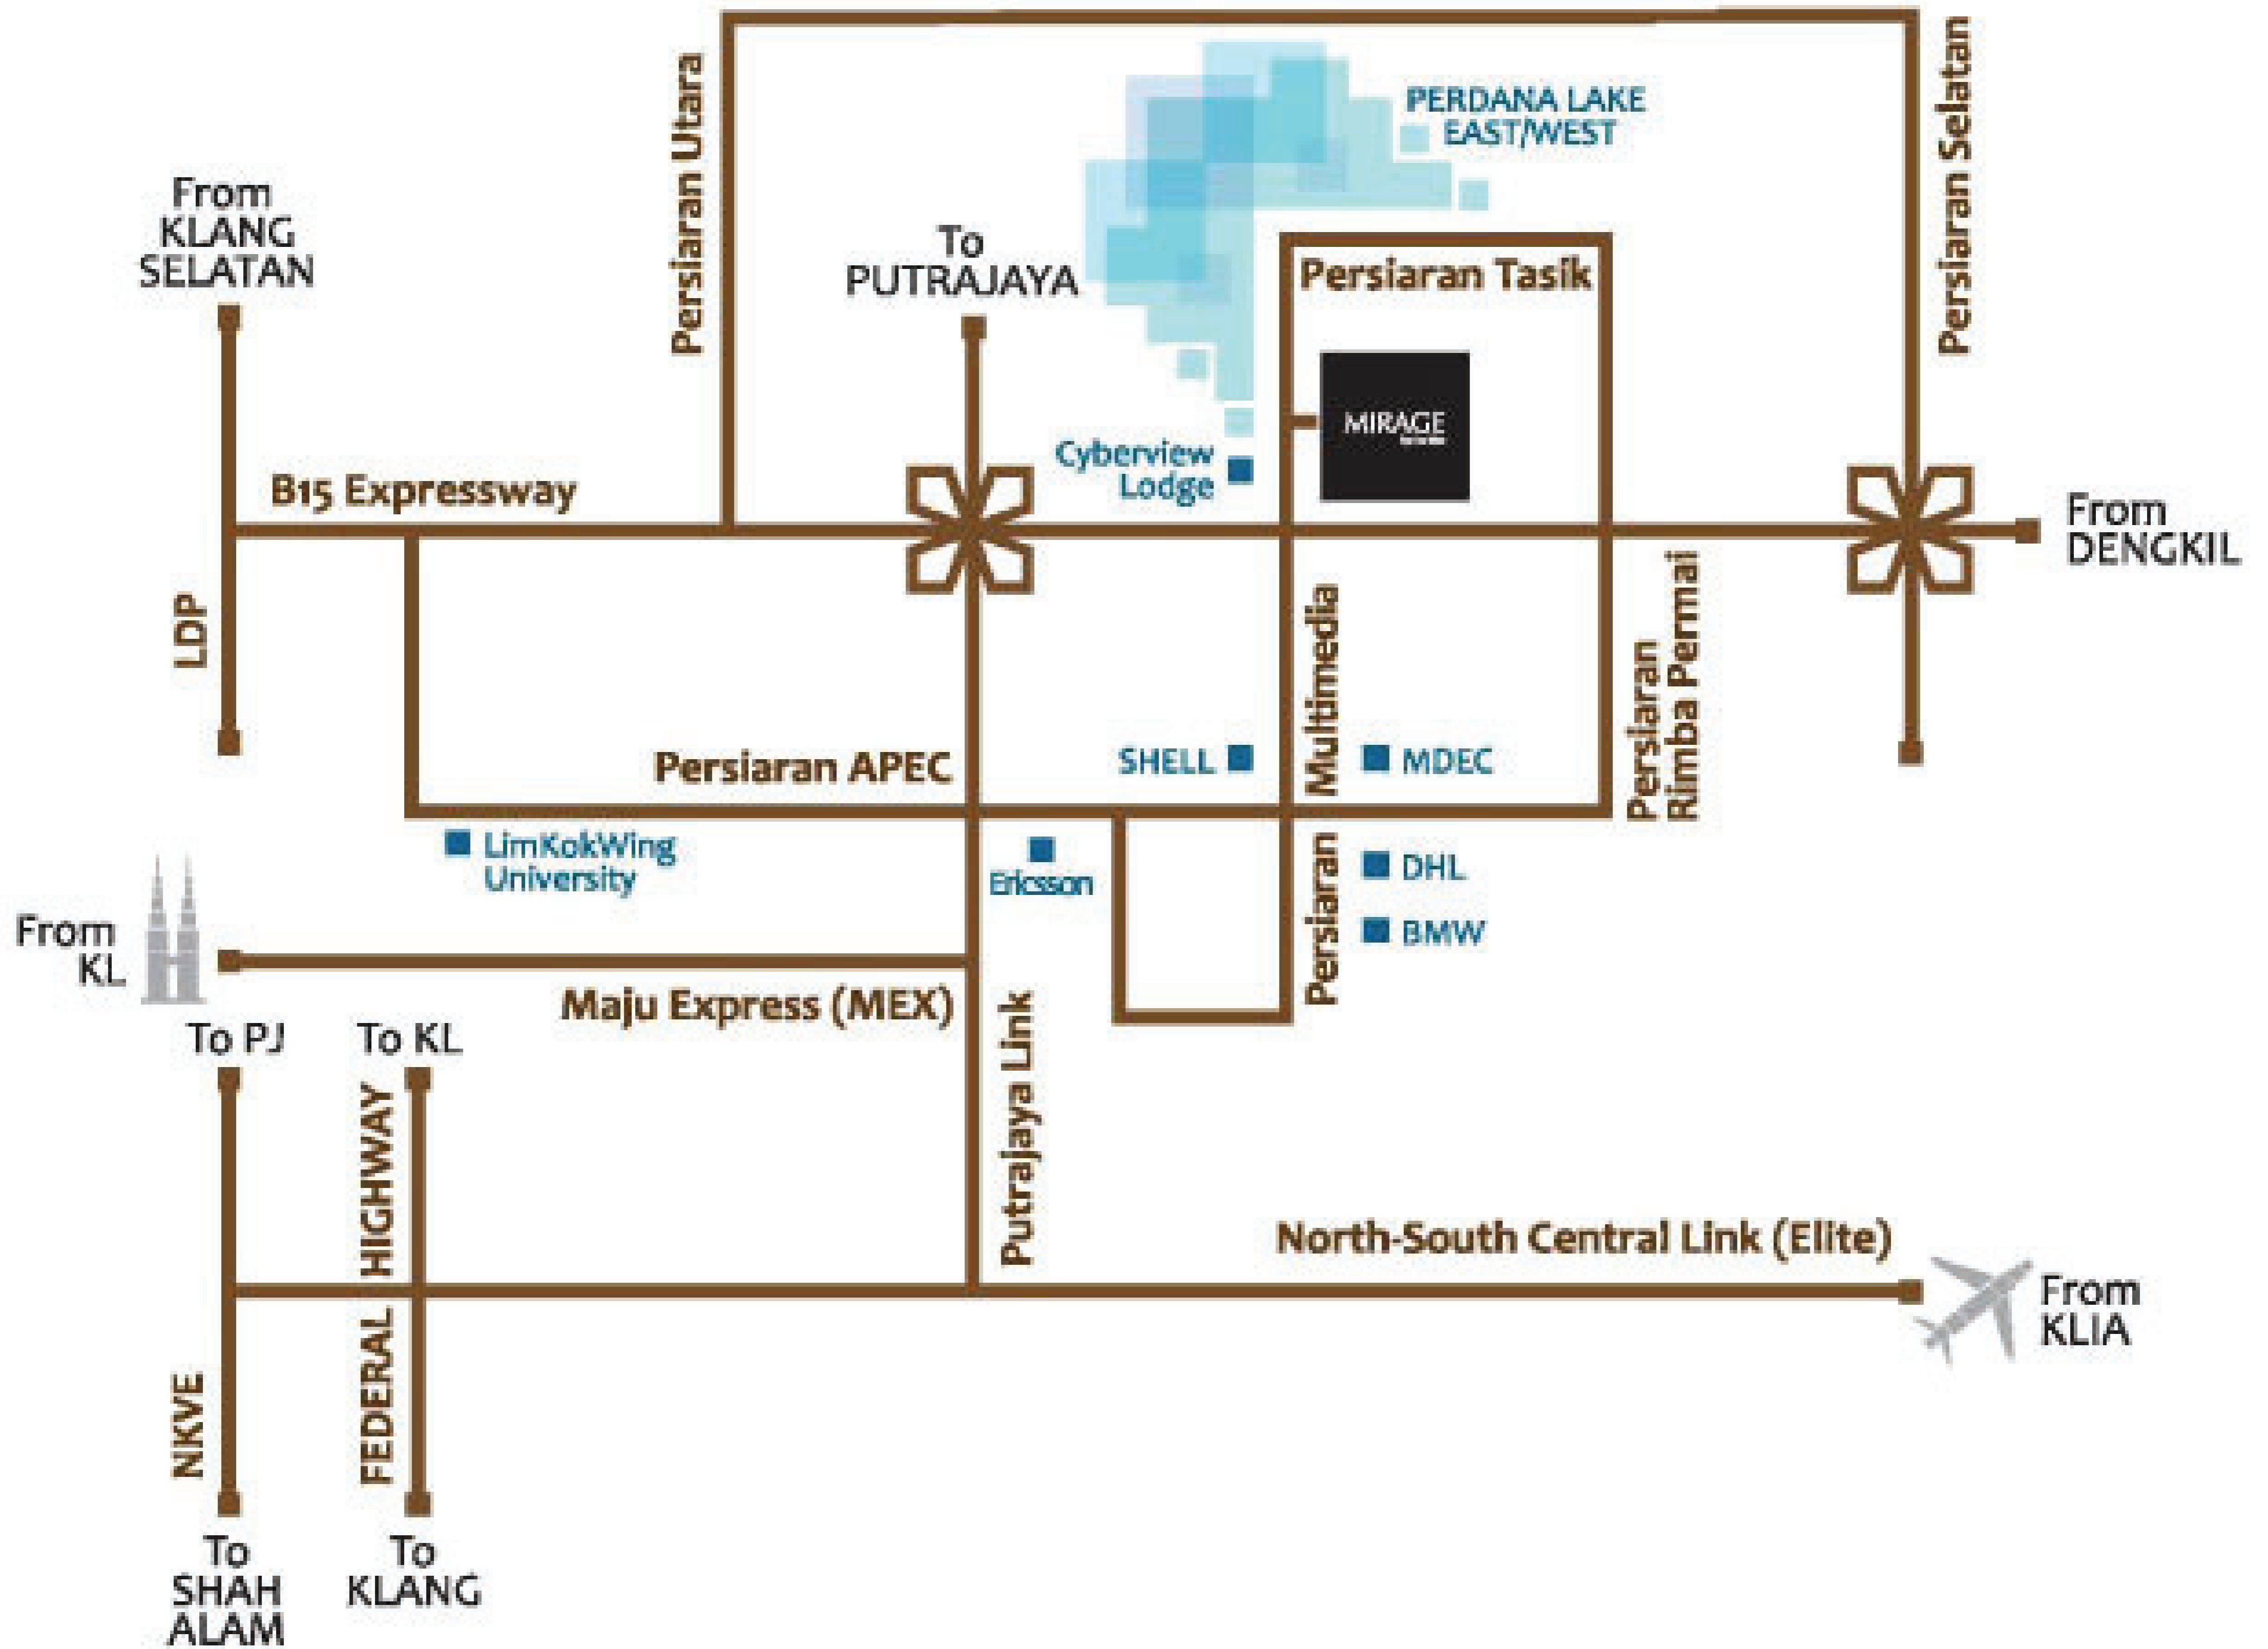 Persiaran Utara
PERDANA LAKE
EAST/WEST
Persiaran Selatan
From
KLANG
SELATAN
To
PUTRAJAYA
Persiaran Tasik
MIRAGE
Cyberview
Lodge
B15 Expressway
From
DENGKIL
LDP
Persiaran Multimedia
Persiaran
Rimba Permai
SHELL
MDEC
Persiaran APEC
LimKokWing
University
Ericsson
DHL
BMW
From
KL
Maju Express (MEX)
To PJ
To KL
Putrajaya Link
FEDERAL HIGHWAY
North-South Central Link (Elite)
From
KLIA
NKVE
To
SHAH
ALAM
To
KLANG